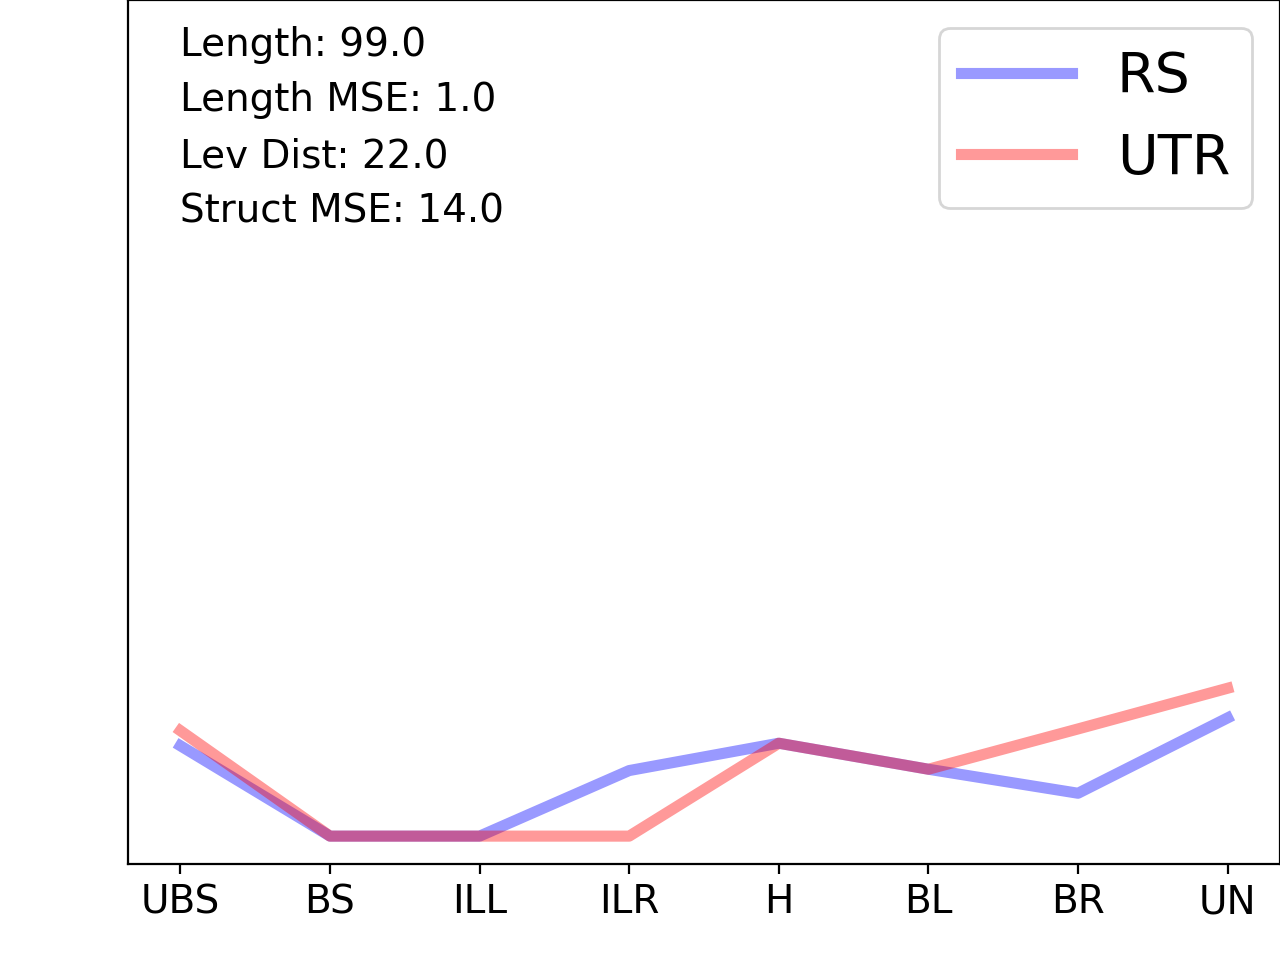 Length: 99.0
Length MSE: 1.0
Lev Dist: 22.0
Struct MSE: 14.0
RS
UTR
UBS BS ILL ILR H BL BR UN